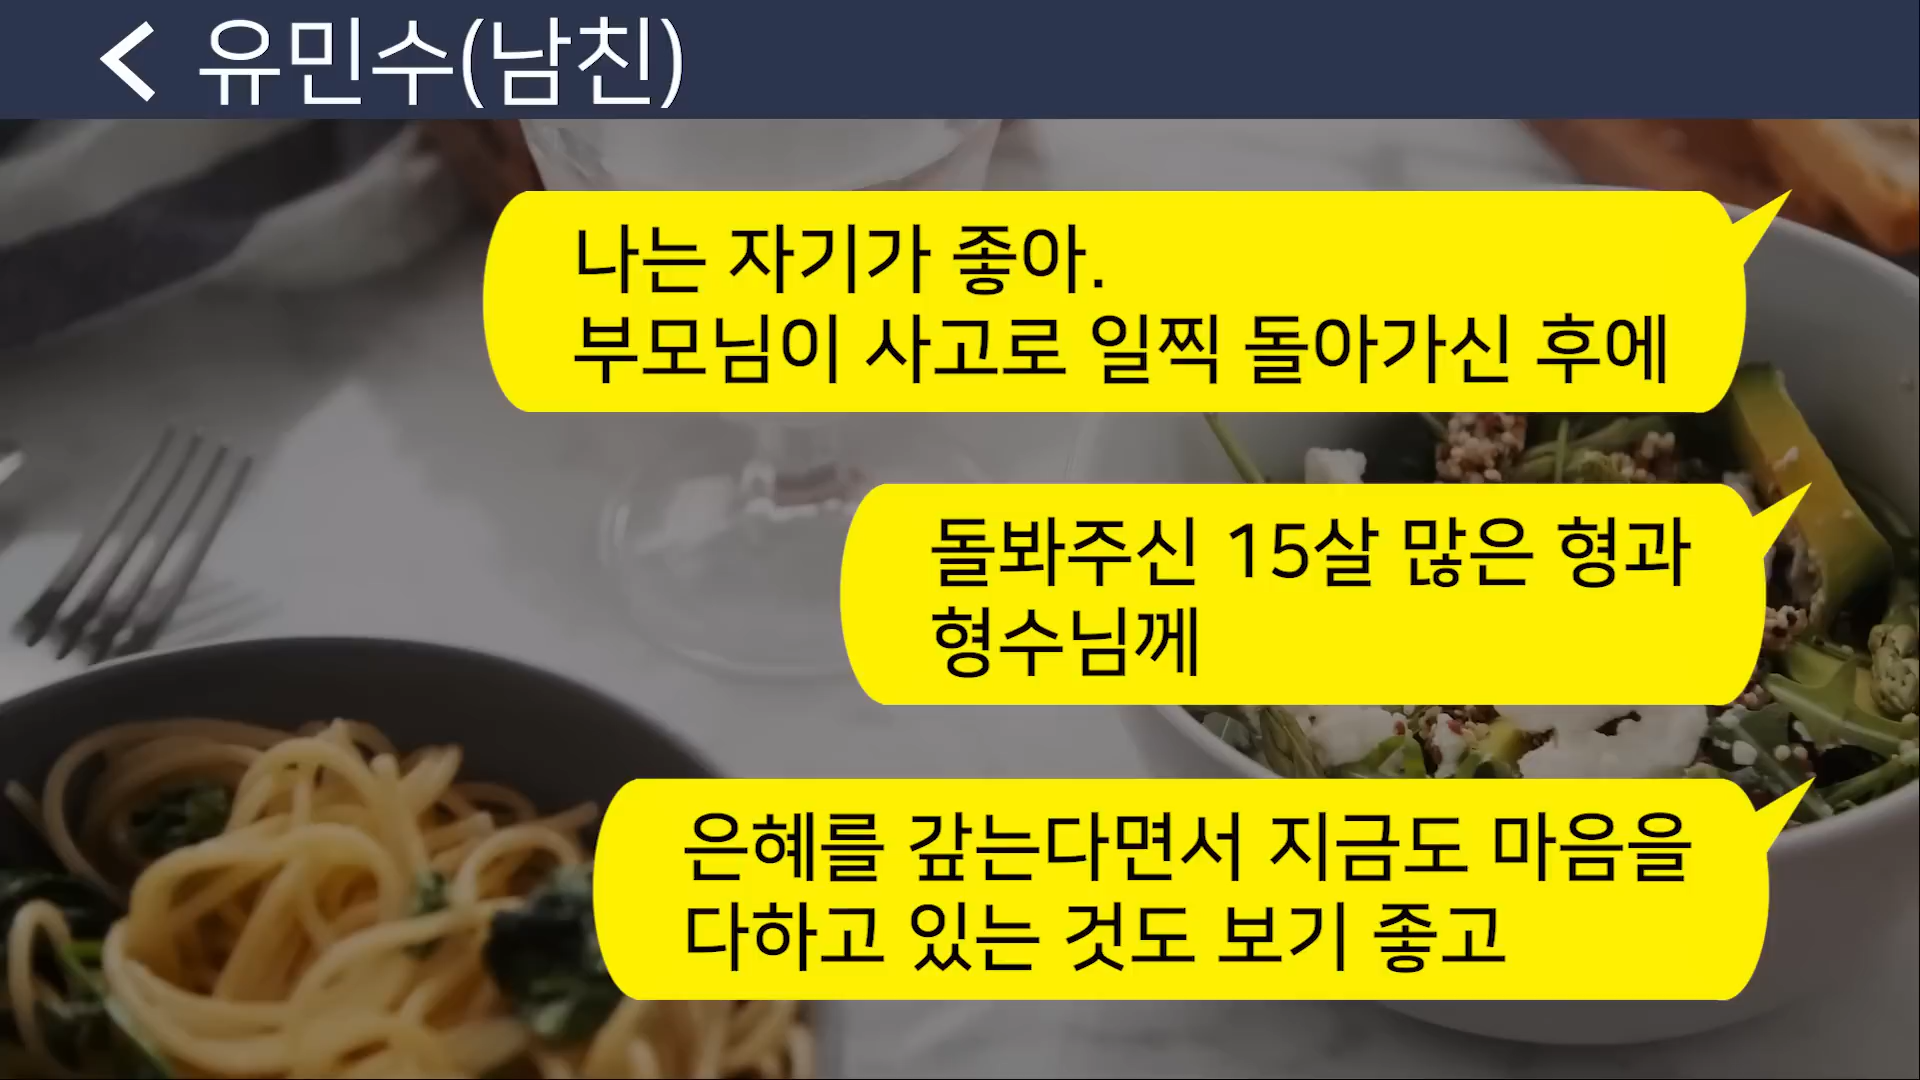 유민수(남친)
나는 자기가 좋아.
부모님이 사고로 일찍 돌아가신 후에
돌봐주신 15살 많은 형과
형수님께
은혜를 갚는다면서 지금도 마음을
다하고 있는 것도 보기 좋고